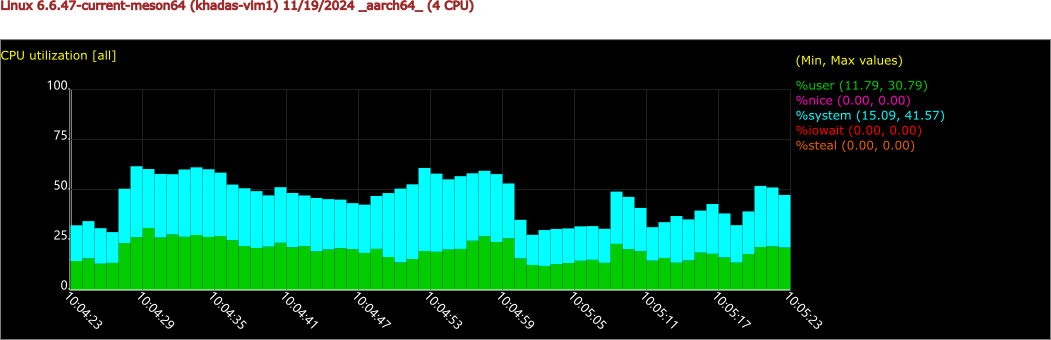 Linux 6.6.47-current-meson64 (khadas-vim1) 11/19/2024 _aarch64_ (4 CPU)
CPU utilization [all]
(Min, Max values)
%user (11.79, 30.79)
%nice (0.00, 0.00)
%system (15.09, 41.57)
%iowait (0.00, 0.00)
%steal (0.00, 0.00)
100
75
50
25
0
10:04:23
10:04:29
10:04:35
10:04:41
10:04:47
10:04:53
10:04:59
10:05:05
10:05:11
10:05:17
10:05:23